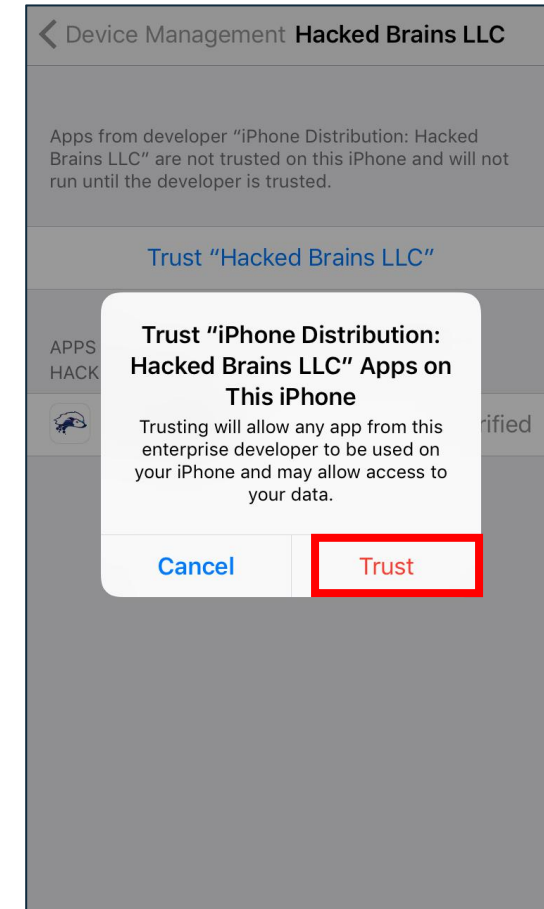 Device Management Hacked Brains LLC
Apps from developer “iPhone Distribution: Hacked
Brains LLC” are not trusted on this iPhone and will not
run until the developer is trusted.
Trust “Hacked Brains LLC”
APPS
HACK
Trust “iPhone Distribution:
Hacked Brains LLC” Apps on
This iPhone
Trusting will allow any app from this
enterprise developer to be used on
your iPhone and may allow access to
your data.
rified
Cancel
Trust